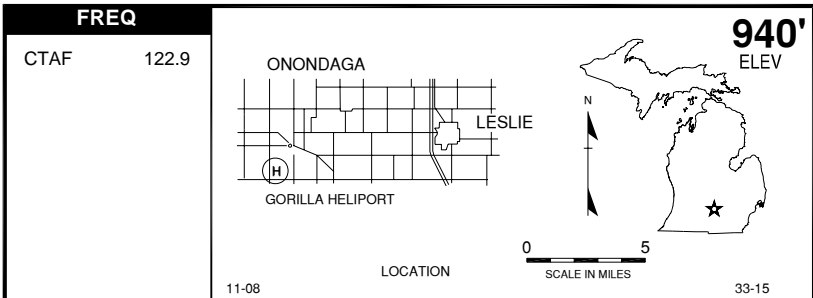 FREQ
CTAF 122.9
940'
ELEV
ONONDAGA
LESLIE
H
GORILLA HELIPORT
N
0 5
SCALE IN MILES
LOCATION
11-08
33-15